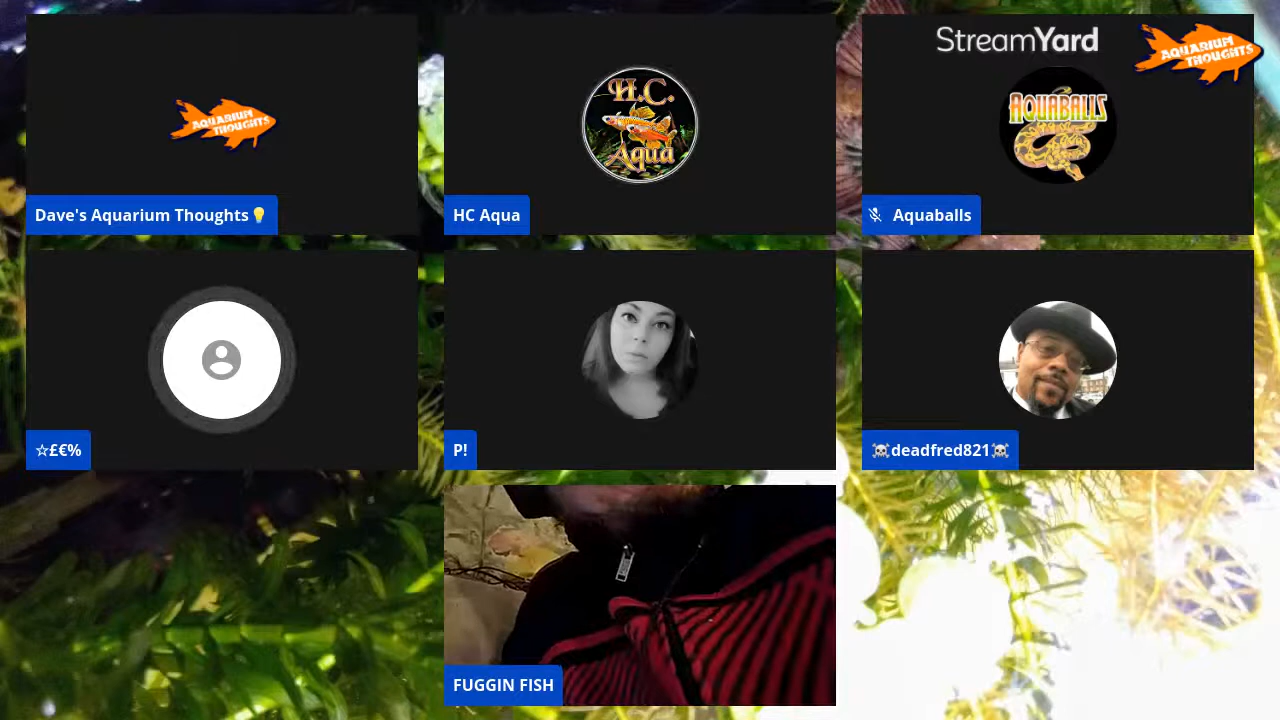 StreamYard
AQUARIUM
THOUGHTS
AQUARIUM
THOUGHTS
H.C.
Aqua
AQUABALLS
Dave's Aquarium Thoughts💡
HC Aqua
Aquaballs
☆£€%
P!
☠️deadfred821☠️
FUGGIN FISH